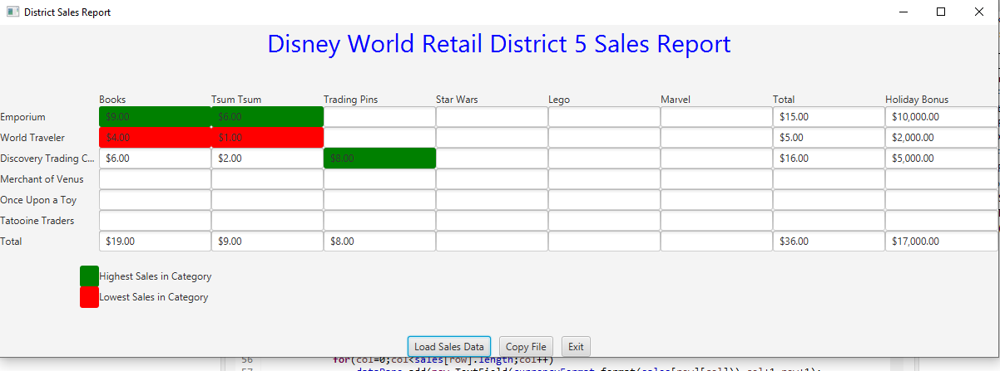 District Sales Report
Disney World Retail District 5 Sales Report
Books Tsum Tsum Trading Pins Star Wars Lego Marvel Total Holiday Bonus
Emporium $9.00 $6.00 $15.00 $10,000.00
World Traveler $4.00 $1.00 $5.00 $2,000.00
Discovery Trading C... $6.00 $2.00 $8.00 $16.00 $5,000.00
Merchant of Venus
Once Upon a Toy
Tatooine Traders
Total $19.00 $9.00 $8.00 $36.00 $17,000.00
Highest Sales in Category
Lowest Sales in Category
Load Sales Data Copy File Exit
56 for(col=0;col<sales[row].length;col++)